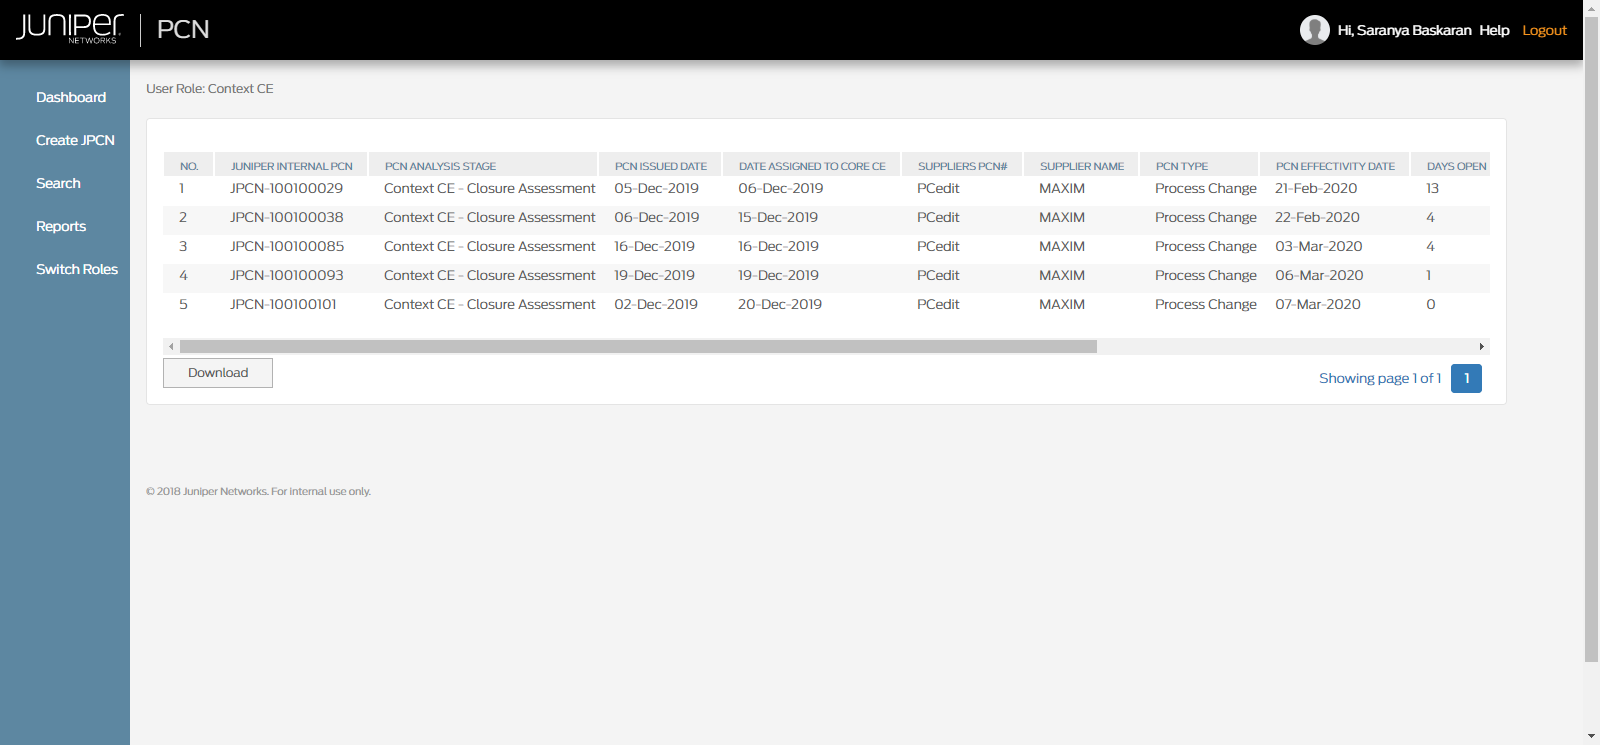 JUNIPER NETWORKS PCN Hi, Saranya Baskaran Help Logout
Dashboard
Create JPCN
Search
Reports
Switch Roles
User Role: Context CE
NO. JUNIPER INTERNAL PCN PCN ANALYSIS STAGE PCN ISSUED DATE DATE ASSIGNED TO CORE CE SUPPLIERS PCN# SUPPLIER NAME PCN TYPE PCN EFFECTIVITY DATE DAYS OPEN
1 JPCN-100100029 Context CE - Closure Assessment 05-Dec-2019 06-Dec-2019 PCedit MAXIM Process Change 21-Feb-2020 13
2 JPCN-100100038 Context CE - Closure Assessment 06-Dec-2019 15-Dec-2019 PCedit MAXIM Process Change 22-Feb-2020 4
3 JPCN-100100085 Context CE - Closure Assessment 16-Dec-2019 16-Dec-2019 PCedit MAXIM Process Change 03-Mar-2020 4
4 JPCN-100100093 Context CE - Closure Assessment 19-Dec-2019 19-Dec-2019 PCedit MAXIM Process Change 06-Mar-2020 1
5 JPCN-100100101 Context CE - Closure Assessment 02-Dec-2019 20-Dec-2019 PCedit MAXIM Process Change 07-Mar-2020 0
Download
Showing page 1 of 1 1
© 2018 Juniper Networks. For internal use only.